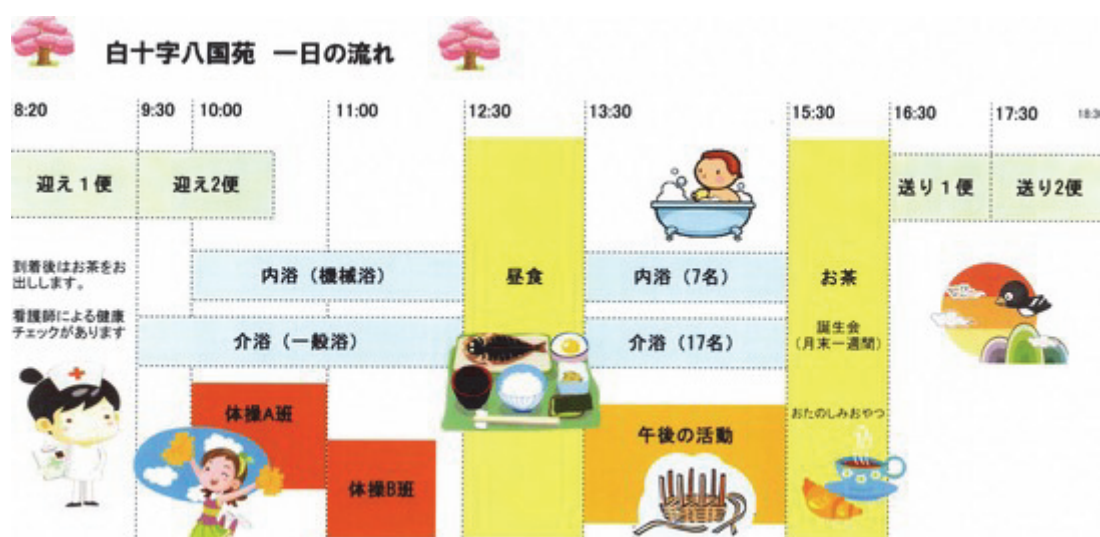 白十字八国苑 一日の流れ
8:20
9:30
10:00
11:00
12:30
13:30
15:30
16:30
17:30
18:30
迎え1便
迎え2便
送り1便
送り2便
到着後はお茶をお
出しします。
看護師による健康
チェックがあります
内浴(機械浴)
昼食
内浴(7名)
お茶
介浴(一般浴)
介浴(17名)
誕生会
(月末一週間)
体操A班
体操B班
午後の活動
おたのしみおやつ